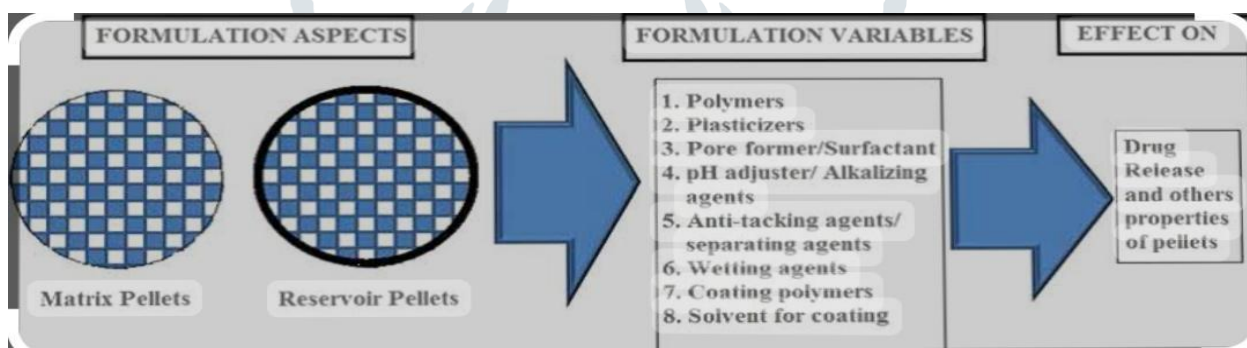 FORMULATION ASPECTS
FORMULATION VARIABLES
EFFECT ON
Matrix Pellets
Reservoir Pellets
1. Polymers
2. Plasticizers
3. Pore former/Surfactant
4. pH adjuster/ Alkalizing
agents
5. Anti-tacking agents/
separating agents
6. Wetting agents
7. Coating polymers
8. Solvent for coating
Drug
Release
and others
properties
of pellets